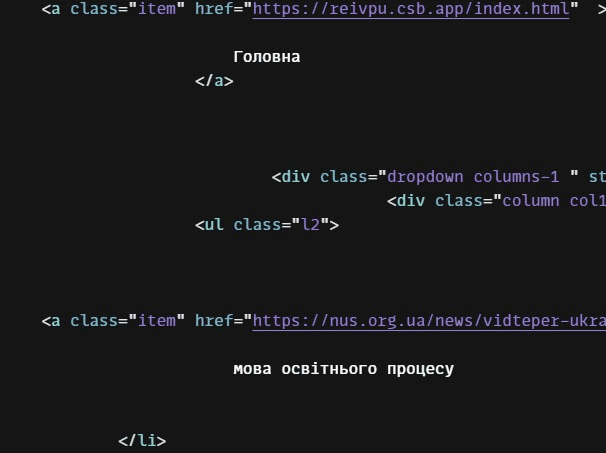 <a class="item" href="https://reivpu.csb.app/index.html" >
Головна
</a>
<div class="dropdown columns-1 " st
<div class="column col1
<ul class="l2">
<a class="item" href="https://nus.org.ua/news/vidteper-ukra
мова освітнього процесу
</li>